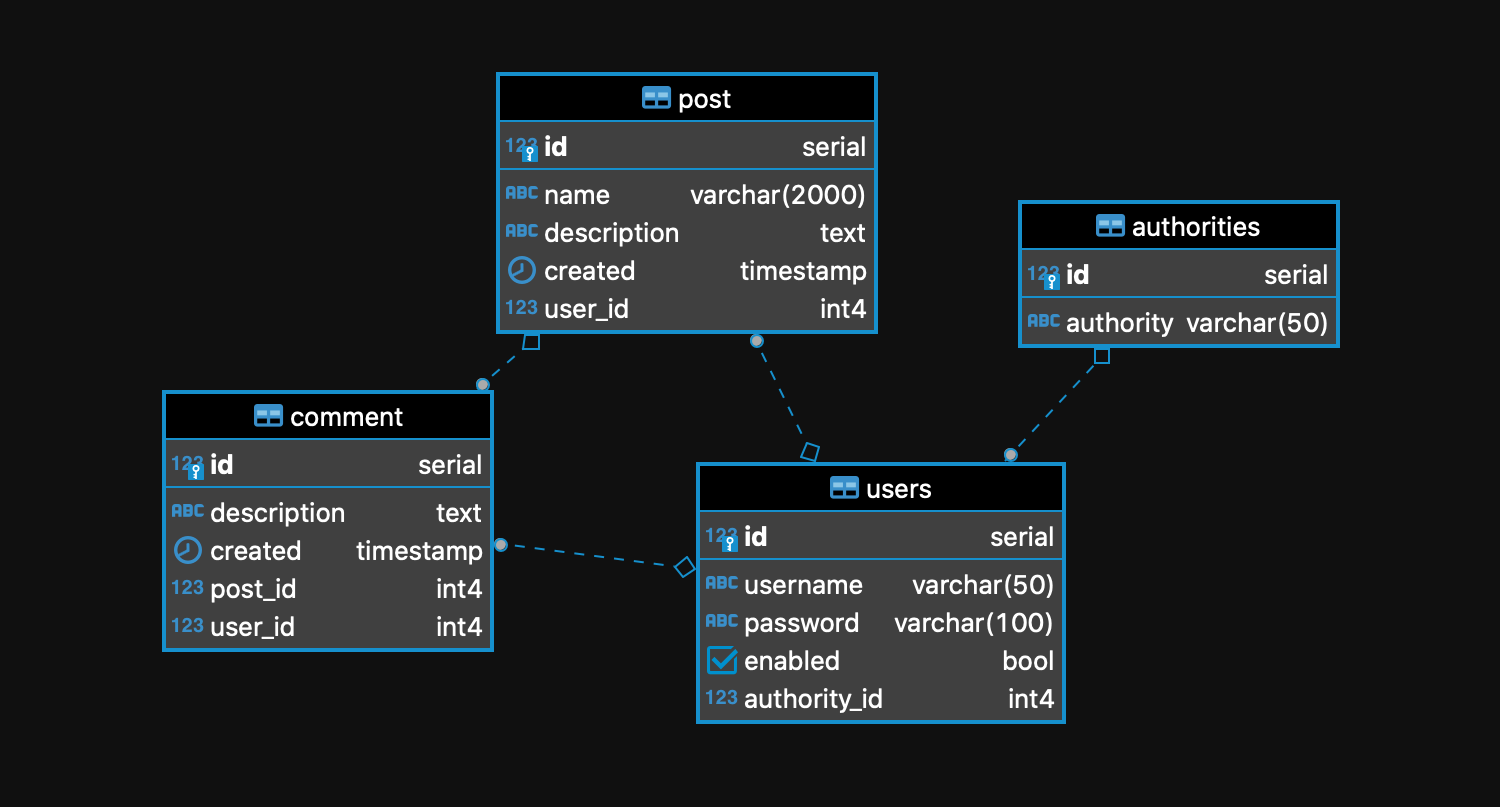 post
123 id serial
ABC name varchar(2000)
ABC description text
created timestamp
123 user_id int4
authorities
123 id serial
ABC authority varchar(50)
comment
123 id serial
ABC description text
created timestamp
123 post_id int4
123 user_id int4
users
123 id serial
ABC username varchar(50)
ABC password varchar(100)
enabled bool
123 authority_id int4